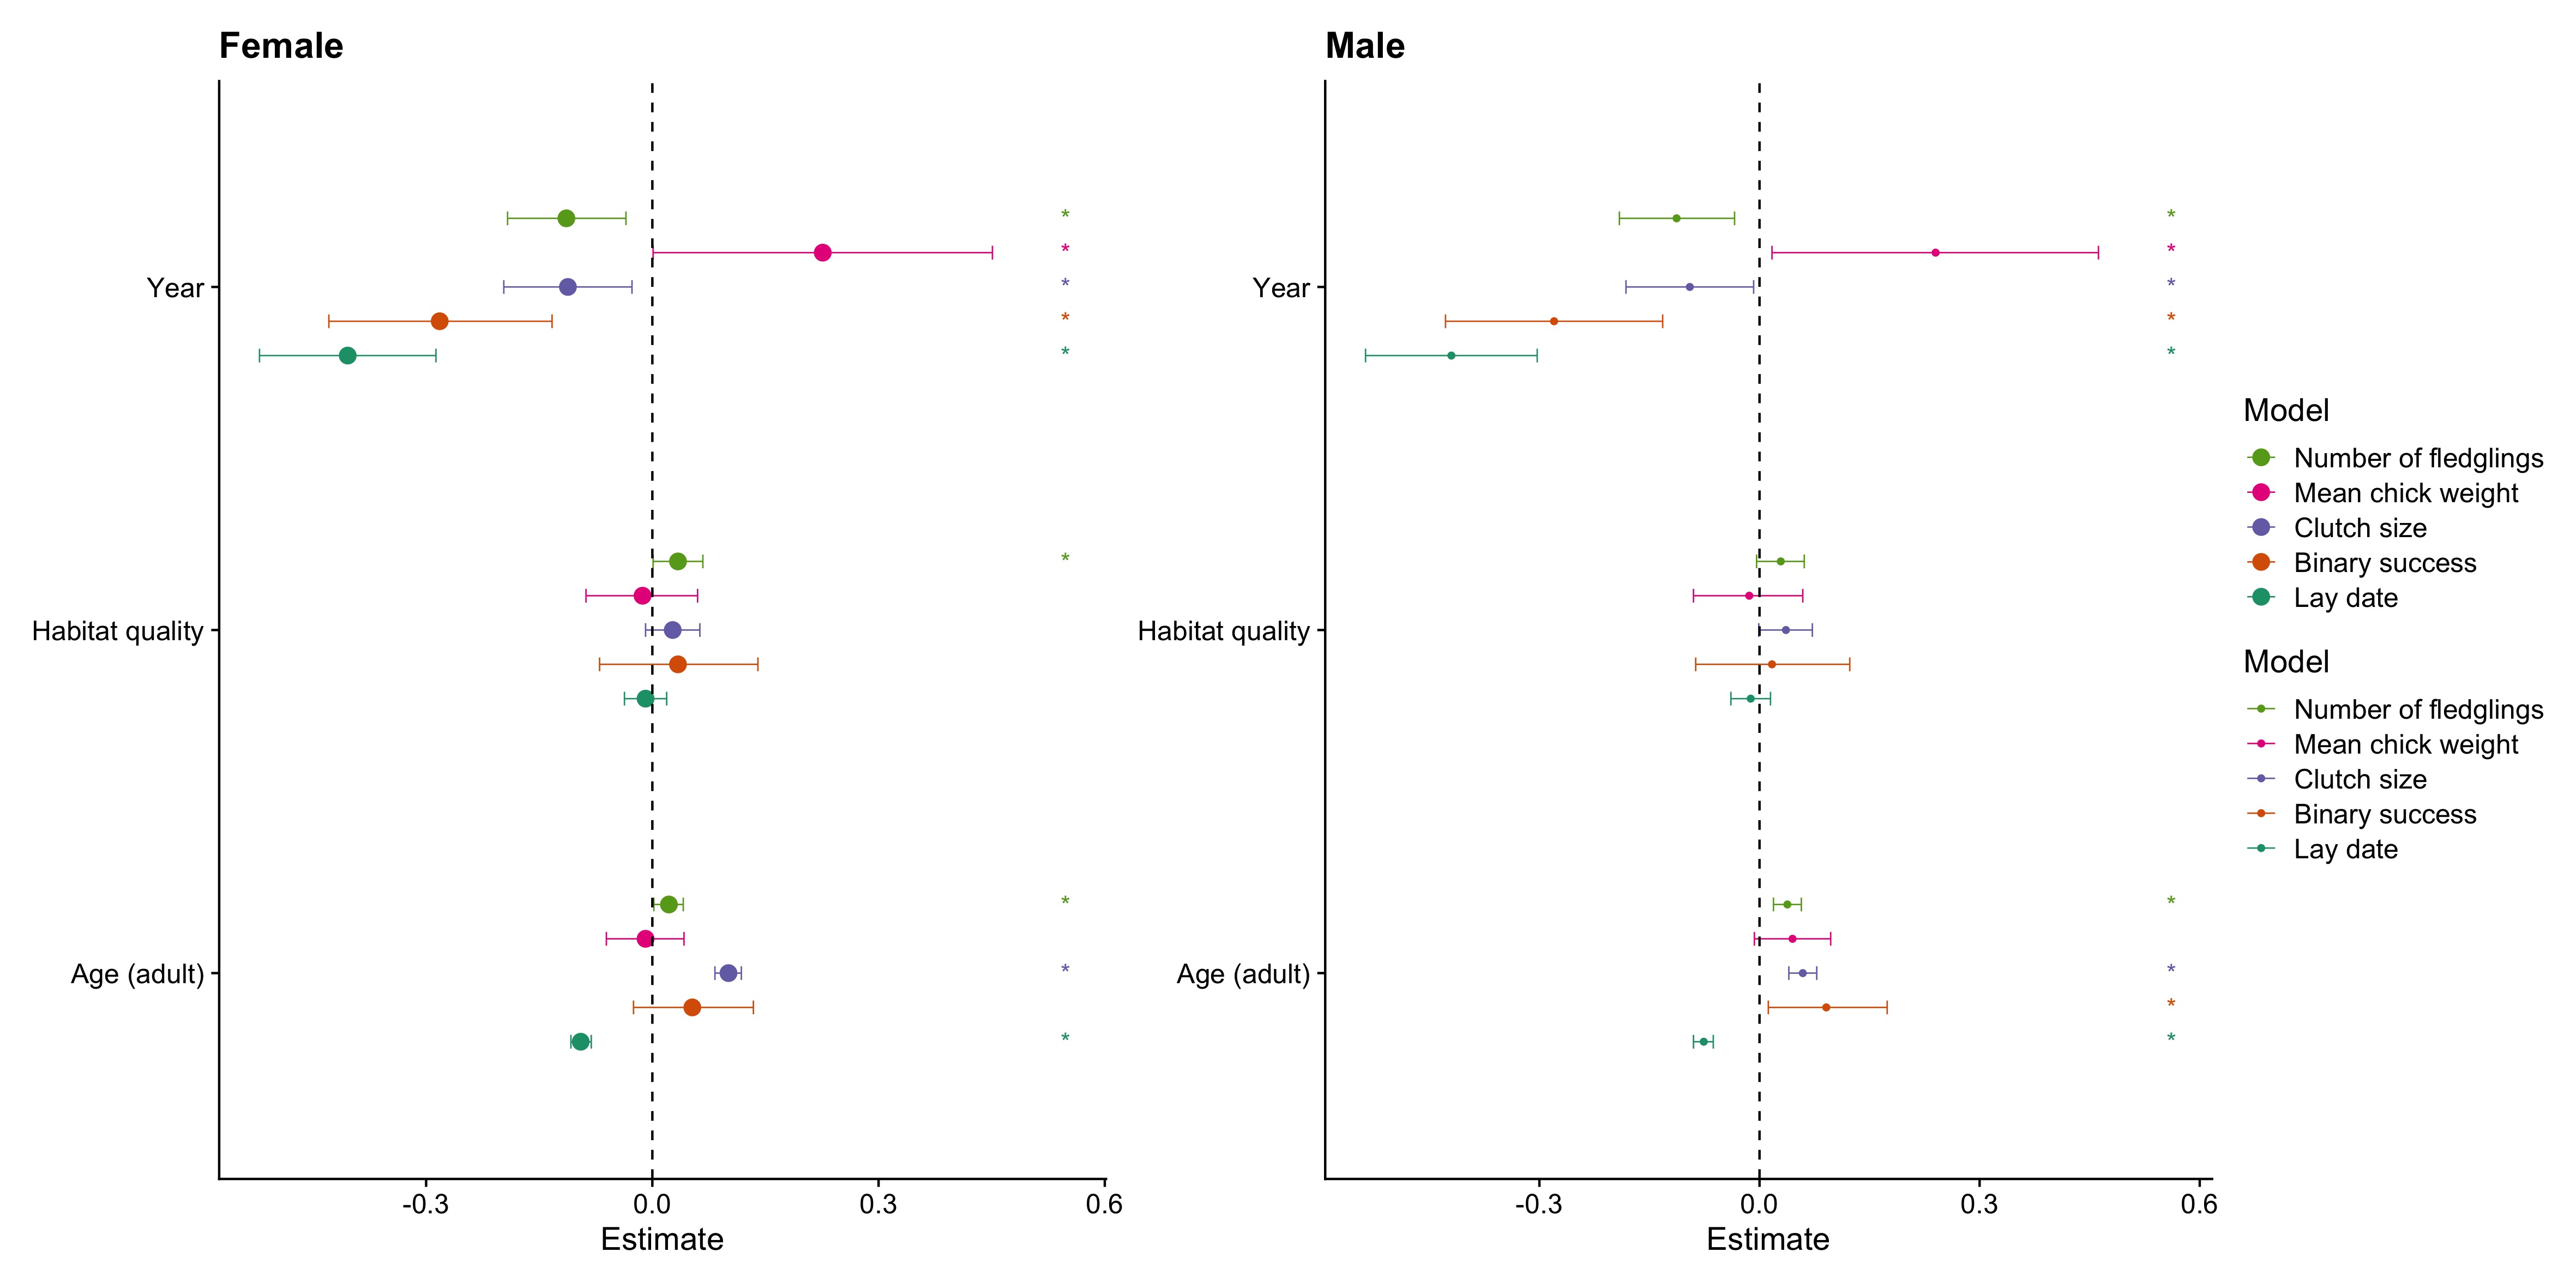 Female
Year
*
*
*
*
*
Habitat quality
*
Age (adult)
*
*
*
-0.3 0.0 0.3 0.6
Estimate
Male
Year
*
*
*
*
*
Habitat quality
Age (adult)
*
*
*
*
-0.3 0.0 0.3 0.6
Estimate
Model
Number of fledglings
Mean chick weight
Clutch size
Binary success
Lay date
Model
Number of fledglings
Mean chick weight
Clutch size
Binary success
Lay date